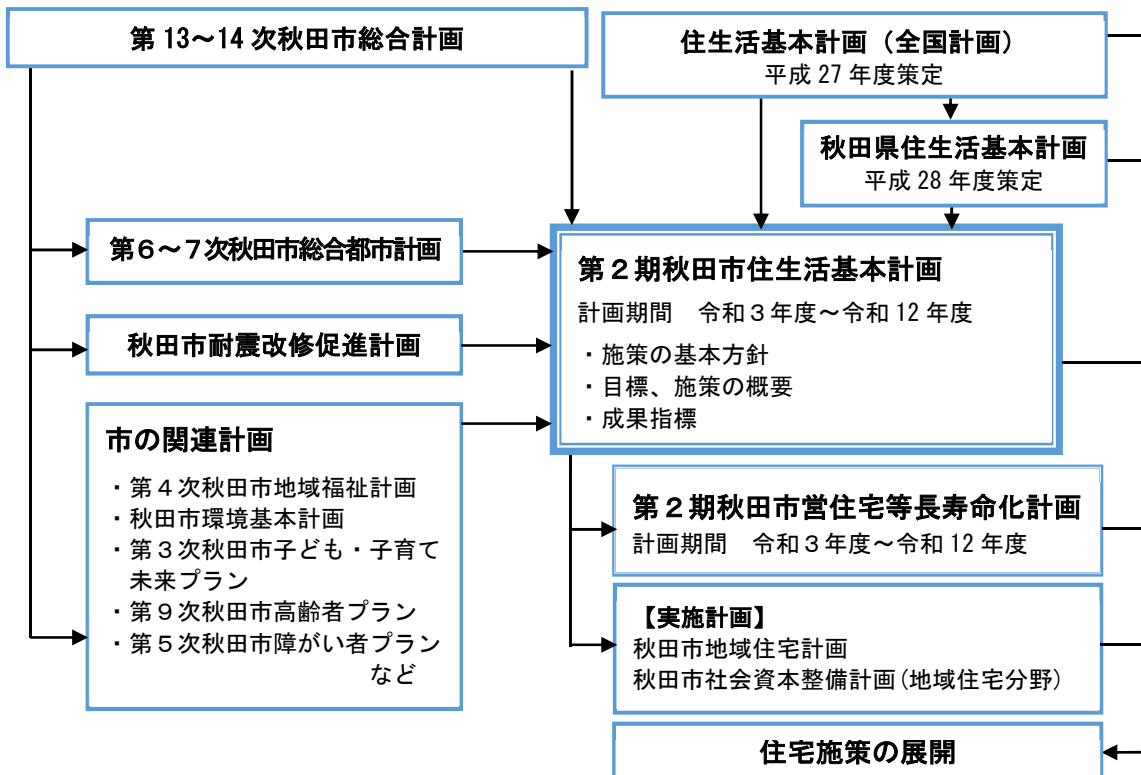 第13～14次秋田市総合計画
住生活基本計画（全国計画）
平成27年度策定
秋田県住生活基本計画
平成28年度策定
第６～７次秋田市総合都市計画
秋田市耐震改修促進計画
市の関連計画
・第４次秋田市地域福祉計画
・秋田市環境基本計画
・第３次秋田市子ども・子育て
未来プラン
・第９次秋田市高齢者プラン
・第５次秋田市障がい者プラン
など
第２期秋田市住生活基本計画
計画期間　令和３年度～令和12年度
・施策の基本方針
・目標、施策の概要
・成果指標
第２期秋田市営住宅等長寿命化計画
計画期間　令和３年度～令和12年度
【実施計画】
秋田市地域住宅計画
秋田市社会資本整備計画(地域住宅分野)
住宅施策の展開